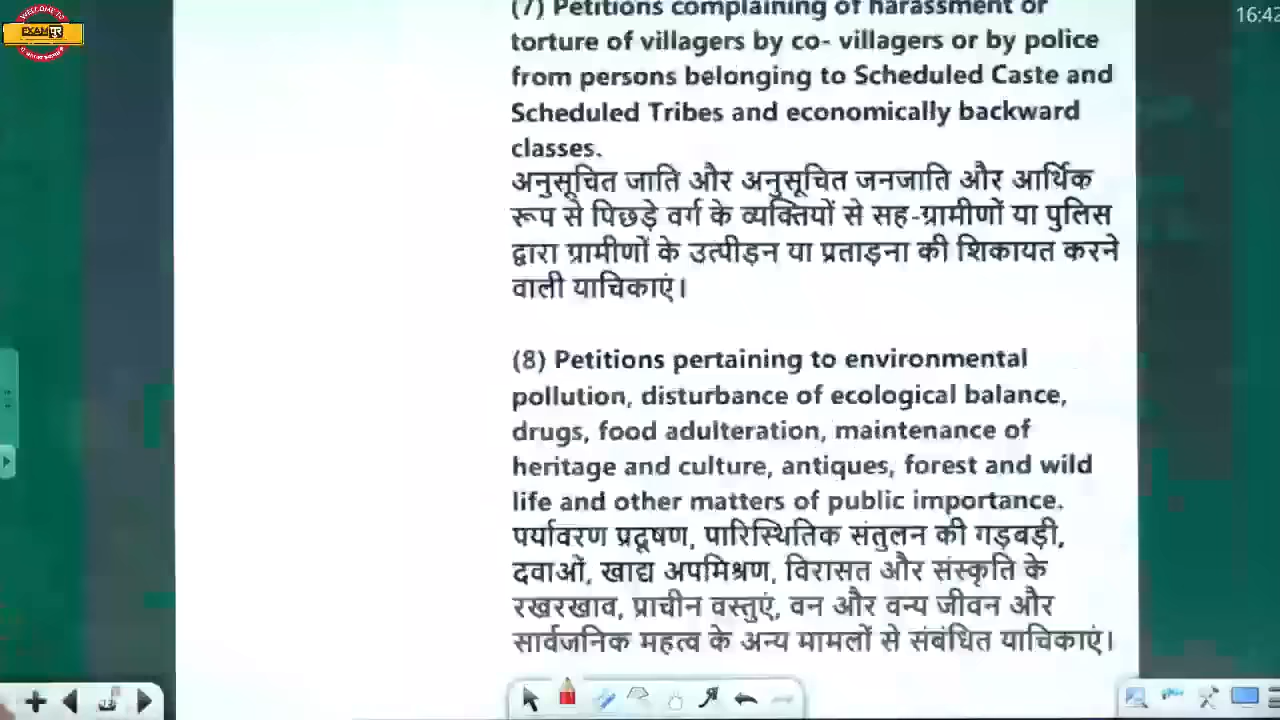 WELCOME TO
EXAM
16:42
(7) Petitions complaining of harassment or
torture of villagers by co- villagers or by police
from persons belonging to Scheduled Caste and
Scheduled Tribes and economically backward
classes.
अनुसूचित जाति और अनुसूचित जनजाति और आर्थिक
रूप से पिछड़े वर्ग के व्यक्तियों से सह-ग्रामीणों या पुलिस
द्वारा ग्रामीणों के उत्पीड़न या प्रताड़ना की शिकायत करने
वाली याचिकाएं।
(8) Petitions pertaining to environmental
pollution, disturbance of ecological balance,
drugs, food adulteration, maintenance of
heritage and culture, antiques, forest and wild
life and other matters of public importance.
पर्यावरण प्रदूषण, पारिस्थितिक संतुलन की गड़बड़ी,
दवाओं, खाद्य अपमिश्रण, विरासत और संस्कृति के
रखरखाव, प्राचीन वस्तुएं, वन और वन्य जीवन और
सार्वजनिक महत्व के अन्य मामलों से संबंधित याचिकाएं।